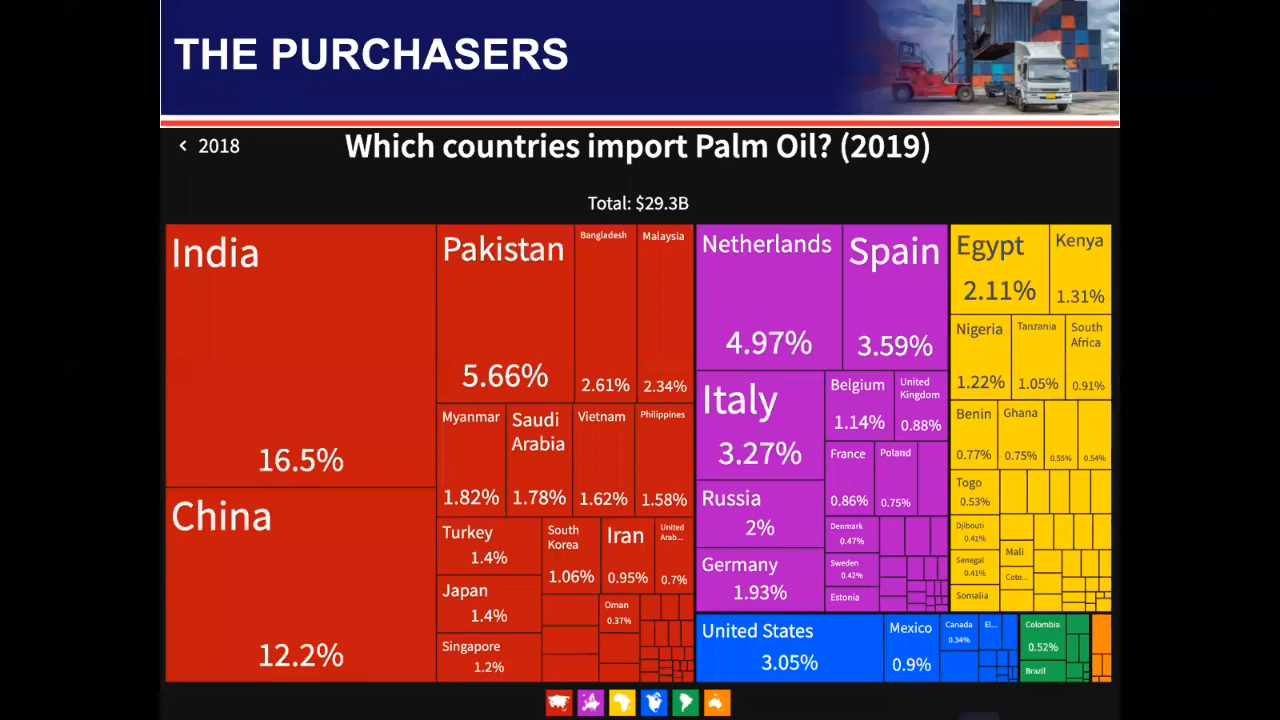 THE PURCHASERS
< 2018
Which countries import Palm Oil? (2019)
Total: $29.3B
India
16.5%
China
12.2%
Pakistan
5.66%
Bangladesh
2.61%
Malaysia
2.34%
Myanmar
1.82%
Saudi
Arabia
1.78%
Vietnam
1.62%
Philippines
1.58%
Turkey
1.4%
Japan
1.4%
Singapore
1.2%
South
Korea
1.06%
Iran
0.95%
United
Arab...
0.7%
Oman
0.37%
Netherlands
4.97%
Spain
3.59%
Italy
3.27%
Russia
2%
Germany
1.93%
Belgium
1.14%
United
Kingdom
0.88%
France
0.86%
Poland
0.75%
Denmark
0.47%
Sweden
0.42%
Estonia
Egypt
2.11%
Kenya
1.31%
Nigeria
1.22%
Tanzania
1.05%
South
Africa
0.91%
Benin
0.77%
Ghana
0.75%
0.55%
0.54%
Togo
0.53%
Djibouti
0.41%
Senegal
0.41%
Somalia
Mali
Cote...
United States
3.05%
Mexico
0.9%
Canada
0.34%
El...
Colombia
0.52%
Brazil